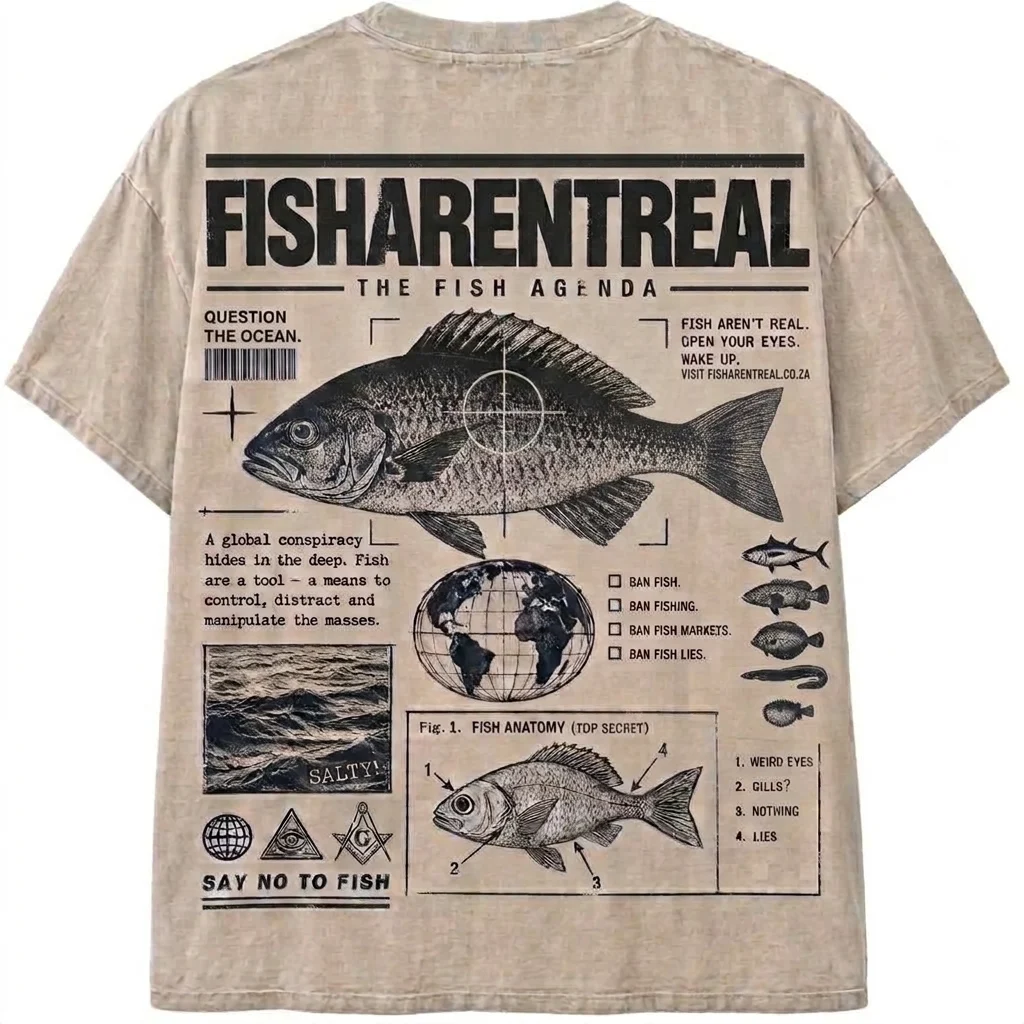 FISHARENTREAL
THE FISH AGENDA
QUESTION
THE OCEAN.
FISH AREN'T REAL.
OPEN YOUR EYES.
WAKE UP.
VISIT FISHARENTREAL.CO.ZA
A global conspiracy
hides in the deep. Fish
are a tool – a means to
control, distract and
manipulate the masses.
BAN FISH.
BAN FISHING.
BAN FISH MARKETS.
BAN FISH LIES.
SALTY!
G
SAY NO TO FISH
Fig. 1. FISH ANATOMY (TOP SECRET)
1
4
2
3
1. WEIRD EYES
2. GILLS?
3. NOTWING
4. LIES